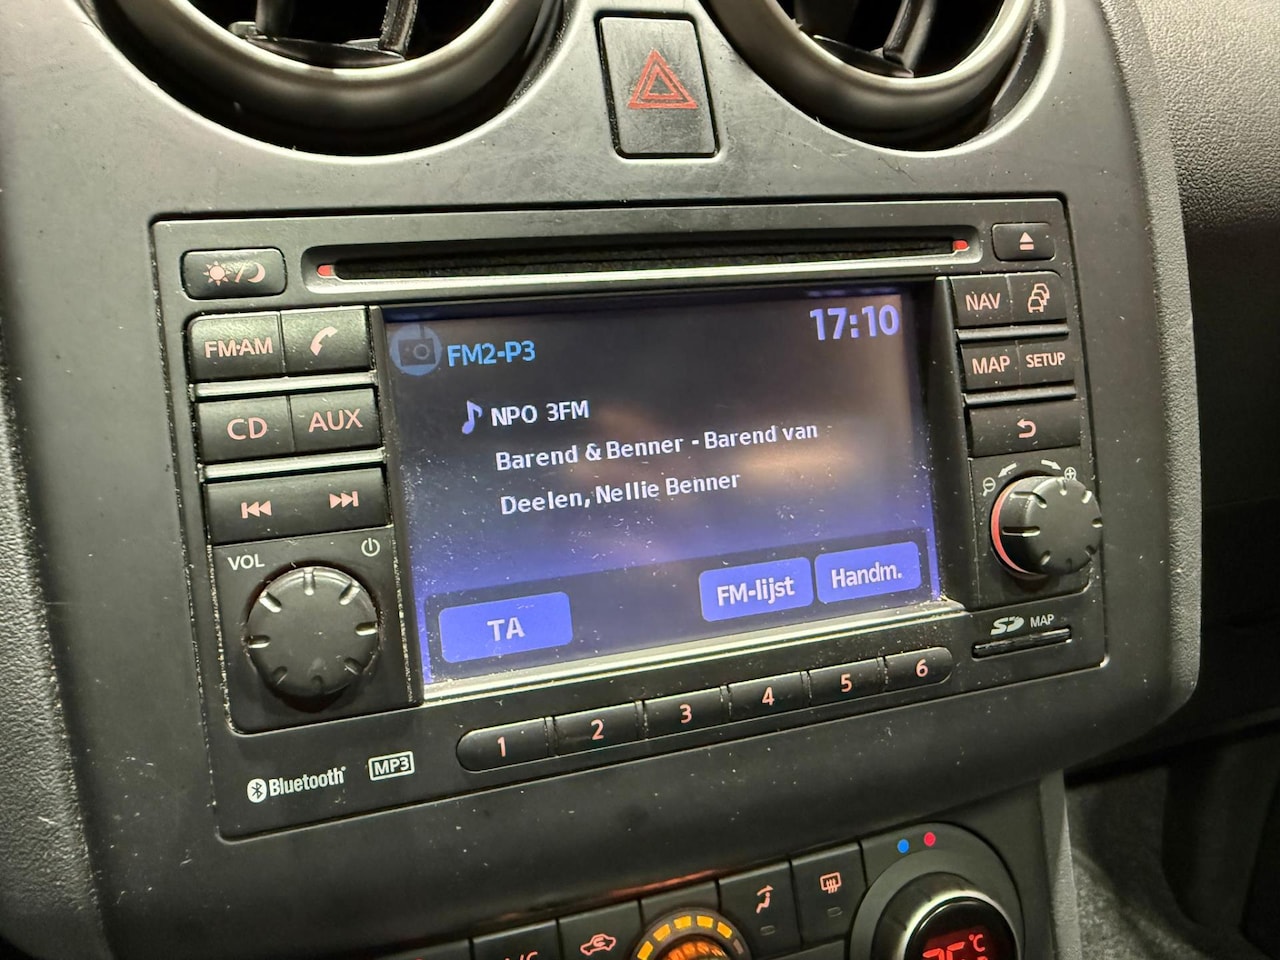 17:10
FM2-P3
NPO 3FM
Barend & Benner - Barend van
Deelen, Nellie Benner
TA
FM-lijst
Handm.
FM·AM
CD
AUX
VOL
NAV
MAP
SETUP
SD MAP
1 2 3 4 5 6
Bluetooth®
MP3
°C